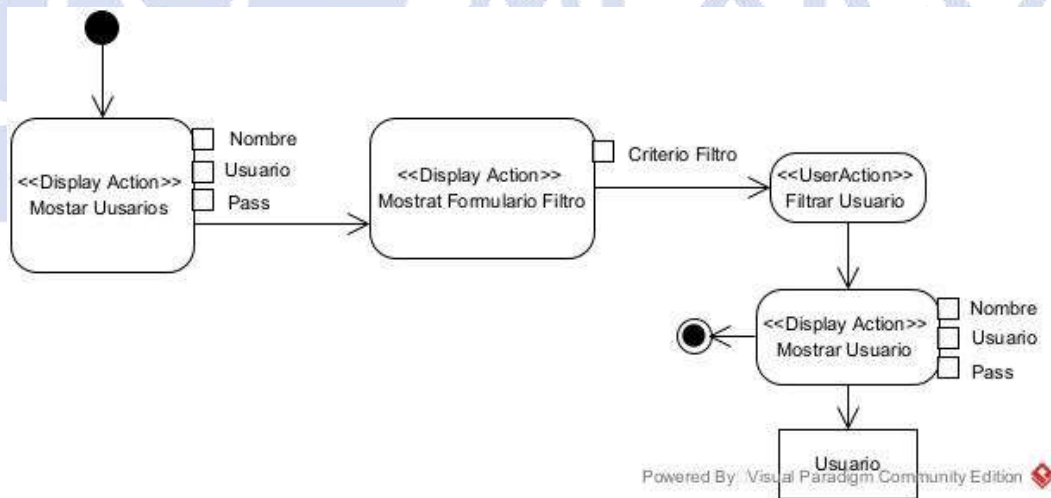 Nombre
Usuario
Pass
<<Display Action>>
Mostar Uusarios
<<Display Action>>
Mostrat Formulario Filtro
Criterio Filtro
<<UserAction>>
Filtrar Usuario
<<Display Action>>
Mostrar Usuario
Nombre
Usuario
Pass
Usuario
Powered By: Visual Paradigm Community Edition